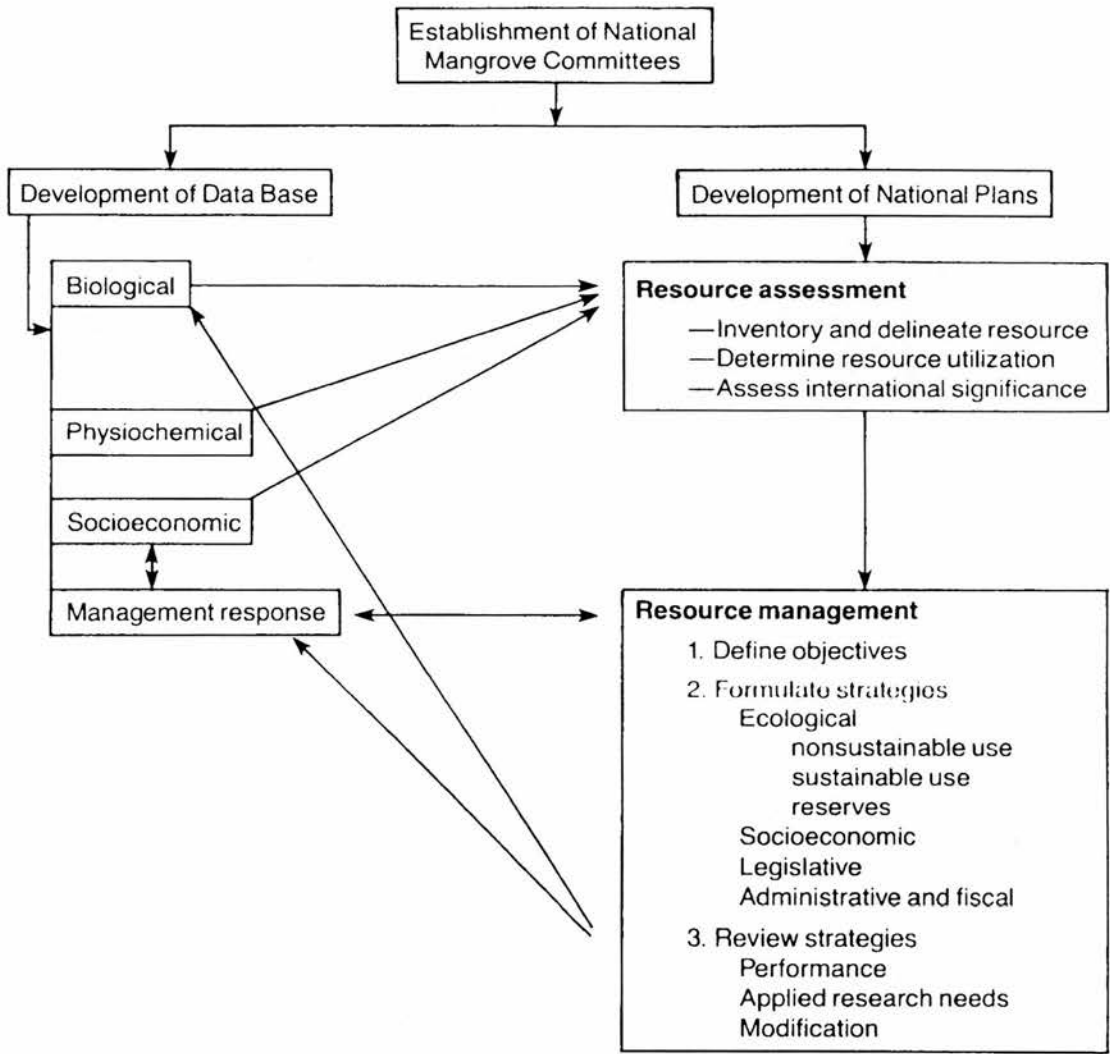 Establishment of National
Mangrove Committees
Development of Data Base
Development of National Plans
Biological
Physiochemical
Socioeconomic
Management response
Resource assessment
—Inventory and delineate resource
—Determine resource utilization
—Assess international significance
Resource management
1. Define objectives
2. Formulate strategies
Ecological
nonsustainable use
sustainable use
reserves
Socioeconomic
Legislative
Administrative and fiscal
3. Review strategies
Performance
Applied research needs
Modification